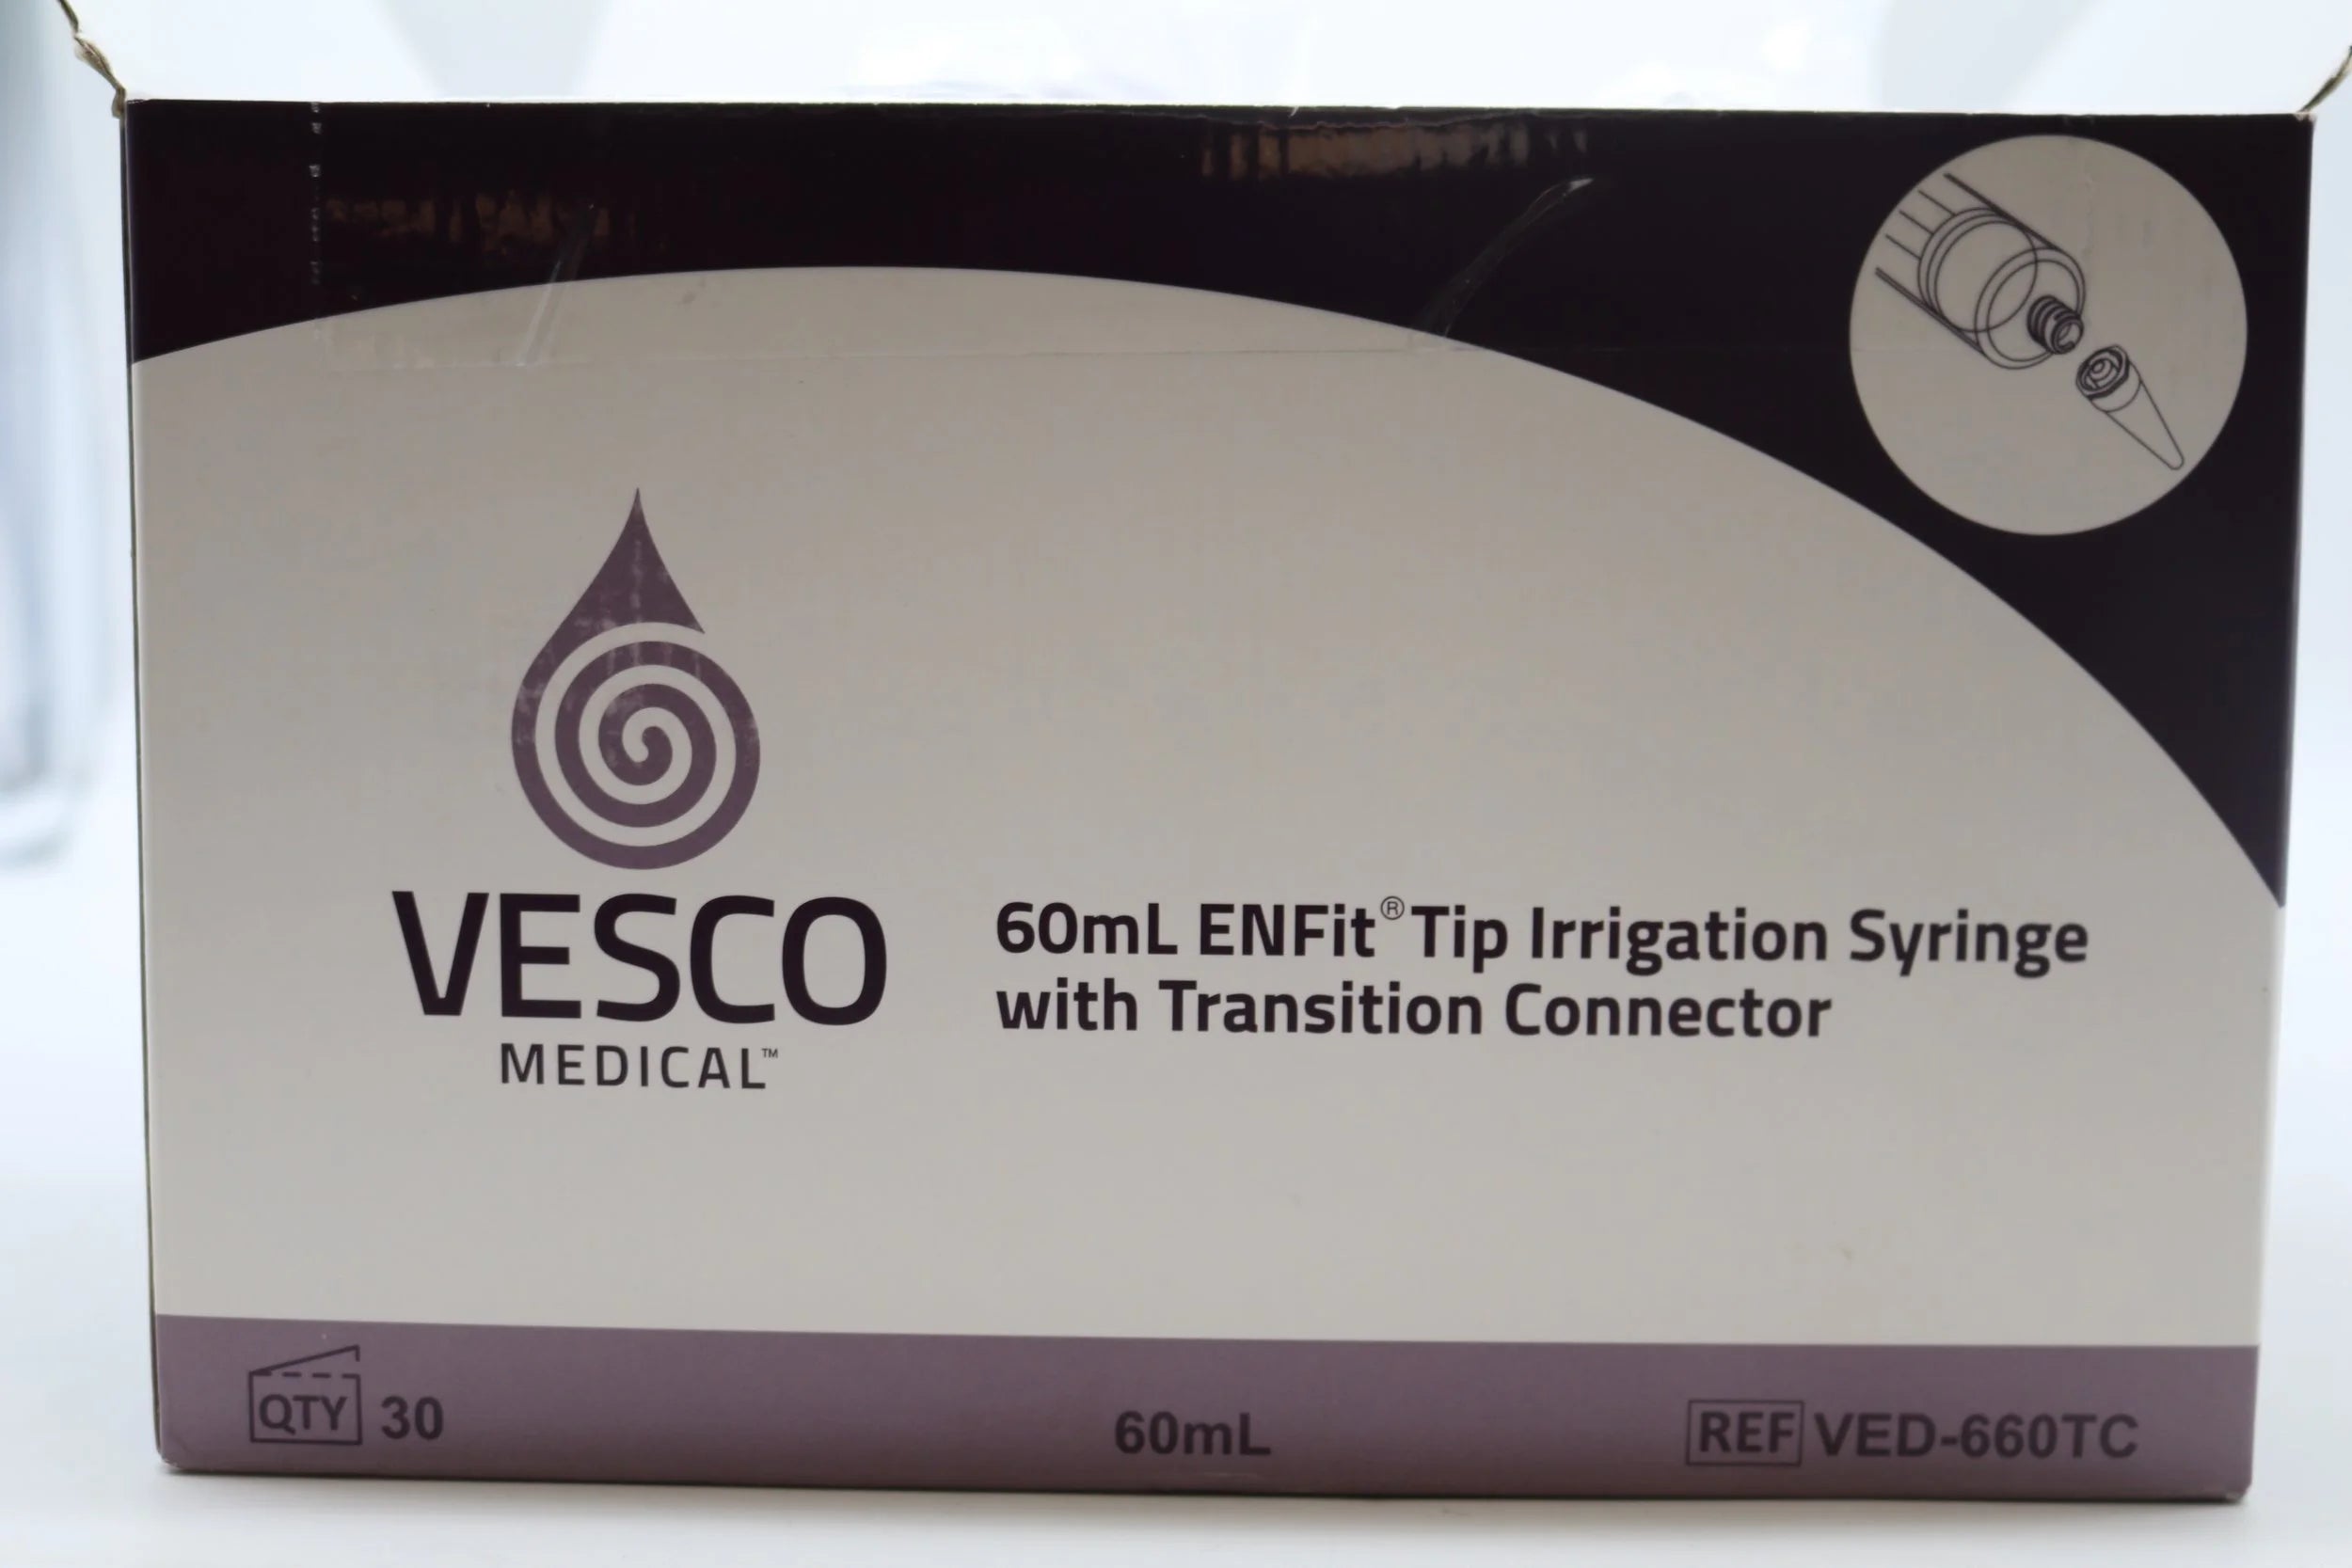 VESCO
MEDICAL™
60mL ENFit® Tip Irrigation Syringe
with Transition Connector
QTY 30
60mL
REF VED-660TC